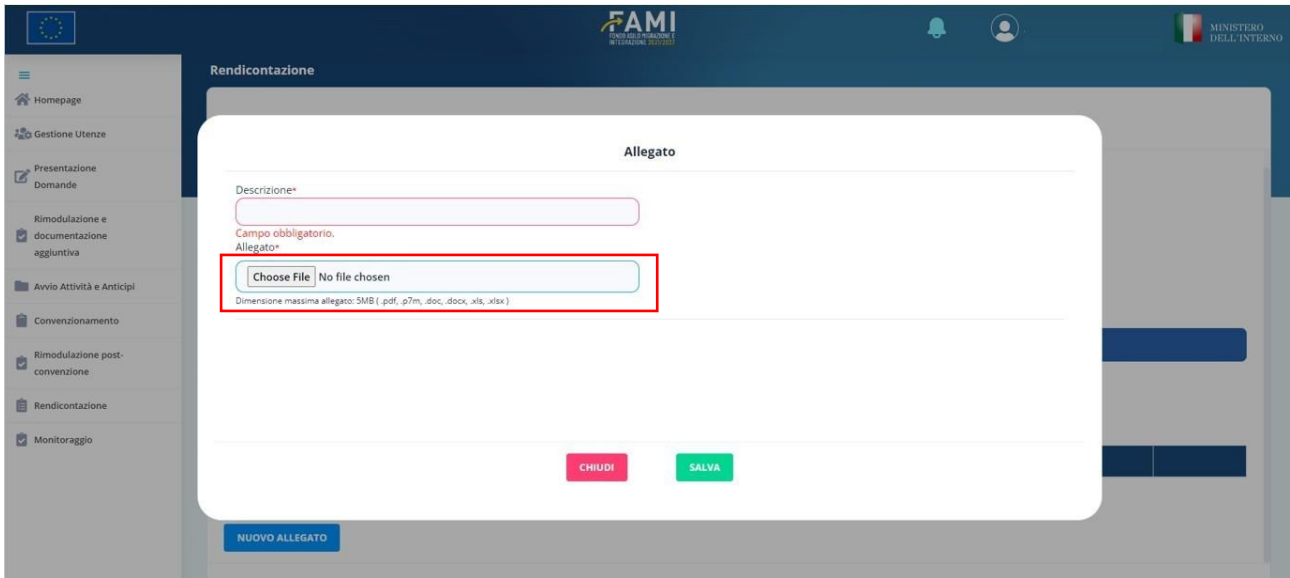 FAMI
FONDO ASILO MIGRAZIONE E
INTEGRAZIONE 2021/2027
MINISTERO
DELL'INTERNO
Rendicontazione
Homepage
Gestione Utenze
Presentazione
Domande
Rimodulazione e
documentazione
aggiuntiva
Avvio Attività e Anticipi
Convenzionamento
Rimodulazione post-
convenzione
Rendicontazione
Monitoraggio
Allegato
Descrizione*
Campo obbligatorio.
Allegato*
Choose File No file chosen
Dimensione massima allegato: 5MB ( .pdf, .p7m, .doc, .docx, .xls, .xlsx )
CHIUDI
SALVA
NUOVO ALLEGATO